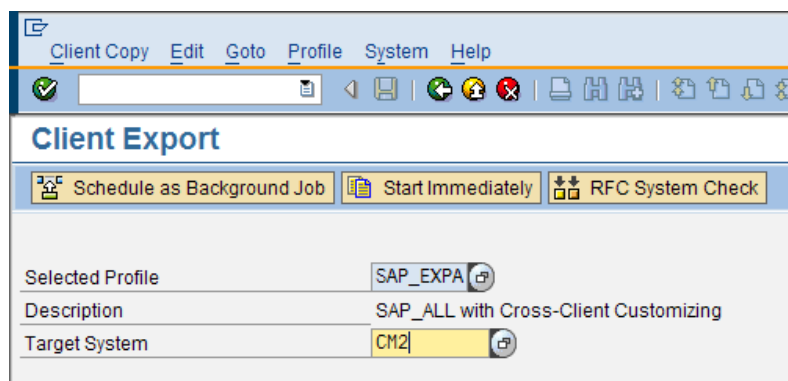 Client Copy Edit Goto Profile System Help
Client Export
Schedule as Background Job Start Immediately RFC System Check
Selected Profile SAP_EXPA
Description SAP_ALL with Cross-Client Customizing
Target System CM2